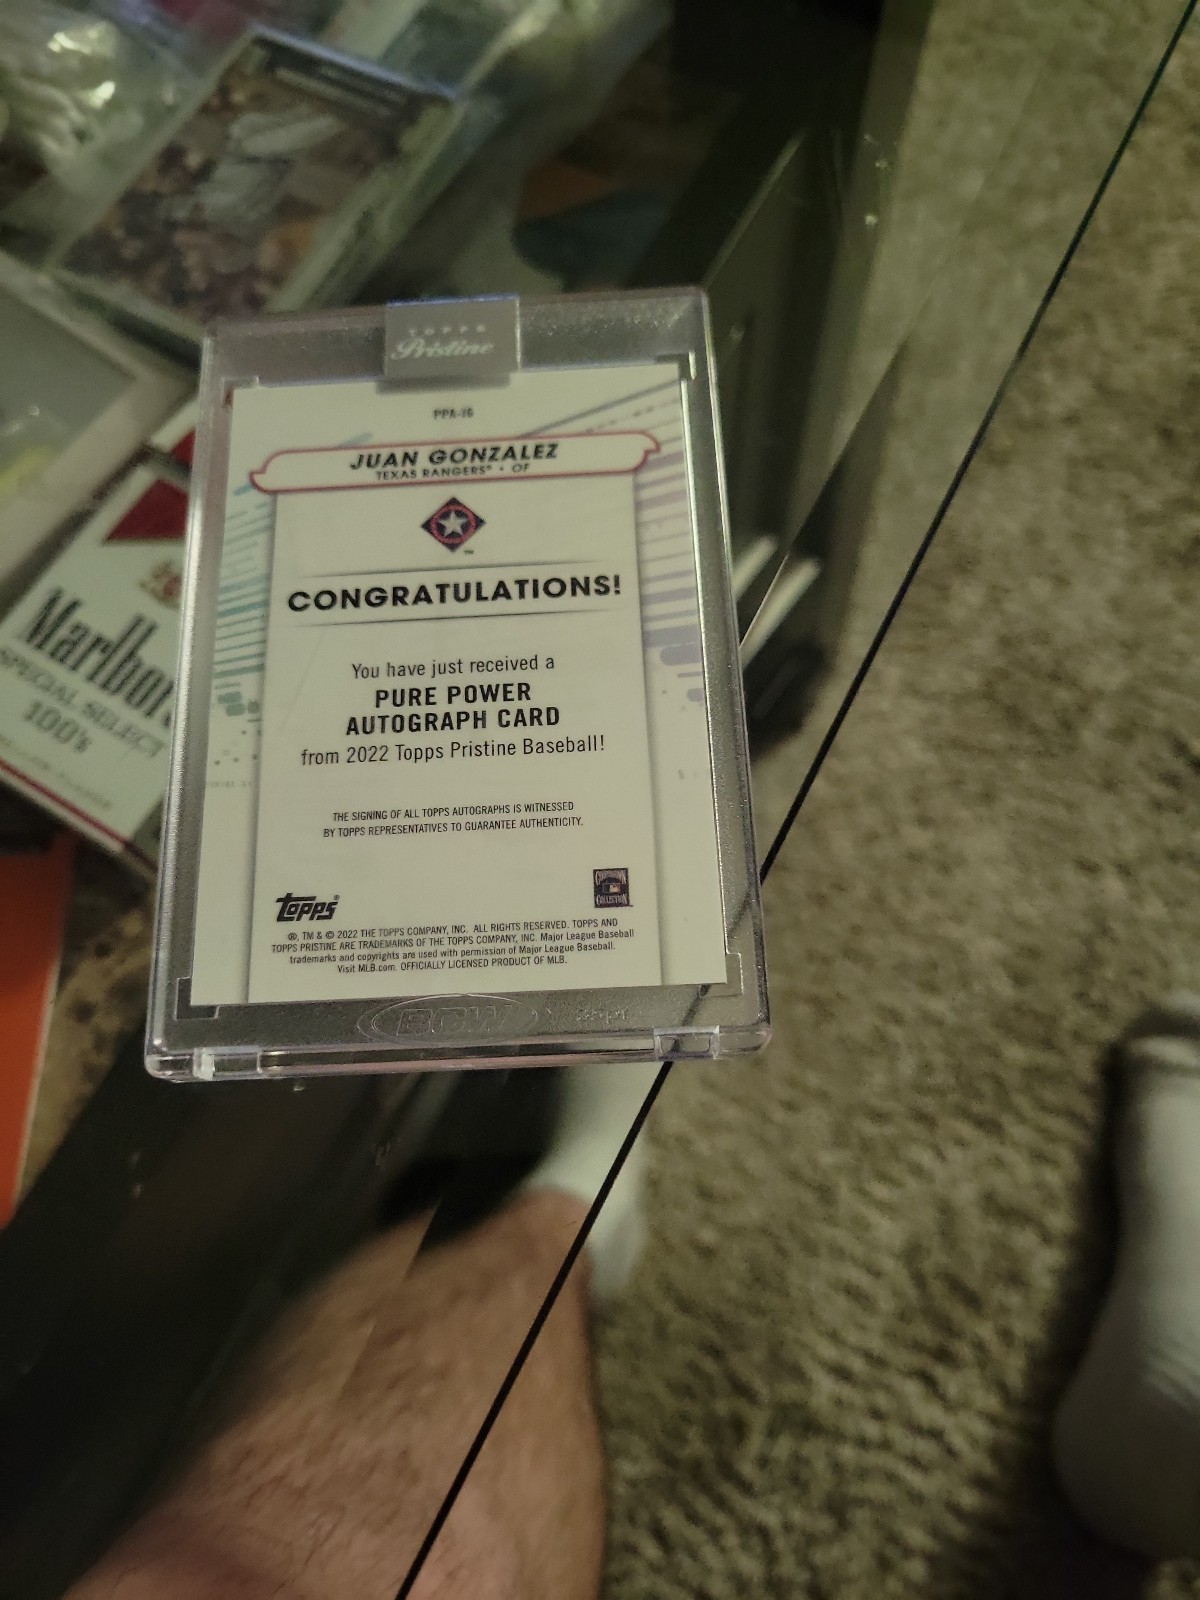 TOPPS
Pristine
PPA-JG
JUAN GONZALEZ
TEXAS RANGERS® • OF
™
CONGRATULATIONS!
You have just received a
PURE POWER
AUTOGRAPH CARD
from 2022 Topps Pristine Baseball!
THE SIGNING OF ALL TOPPS AUTOGRAPHS IS WITNESSED
BY TOPPS REPRESENTATIVES TO GUARANTEE AUTHENTICITY.
Topps®
COOPERSTOWN
COLLECTION™
®, TM & © 2022 THE TOPPS COMPANY, INC. ALL RIGHTS RESERVED. TOPPS AND
TOPPS PRISTINE ARE TRADEMARKS OF THE TOPPS COMPANY, INC. Major League Baseball
trademarks and copyrights are used with permission of Major League Baseball.
Visit MLB.com. OFFICIALLY LICENSED PRODUCT OF MLB.
BCW
Marlboro
SPECIAL SELECT
100's